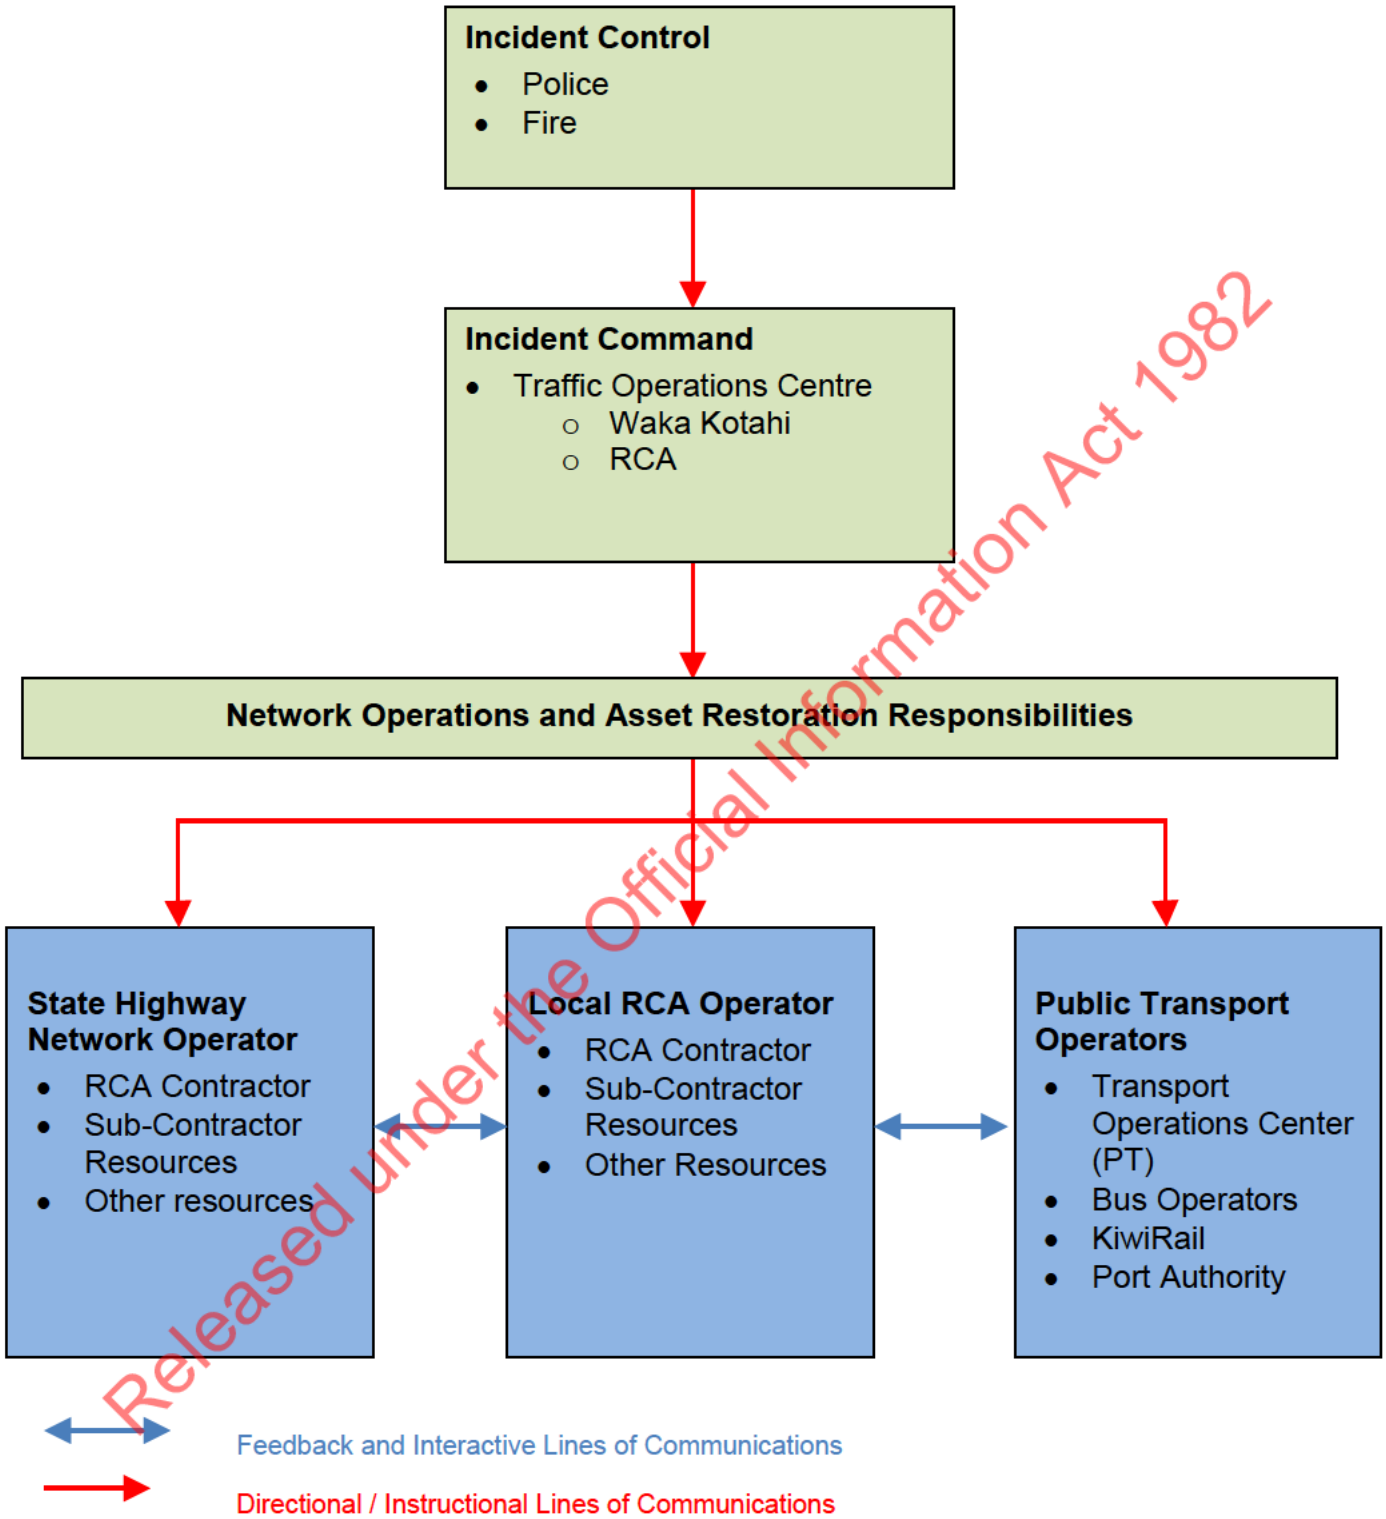 Incident Control
• Police
• Fire
Incident Command
• Traffic Operations Centre
o Waka Kotahi
o RCA
Network Operations and Asset Restoration Responsibilities
State Highway
Network Operator
• RCA Contractor
• Sub-Contractor
Resources
• Other resources
Local RCA Operator
• RCA Contractor
• Sub-Contractor
Resources
• Other Resources
Public Transport
Operators
• Transport
Operations Center
(PT)
• Bus Operators
• KiwiRail
• Port Authority
Feedback and Interactive Lines of Communications
Directional / Instructional Lines of Communications
Released under the Official Information Act 1982